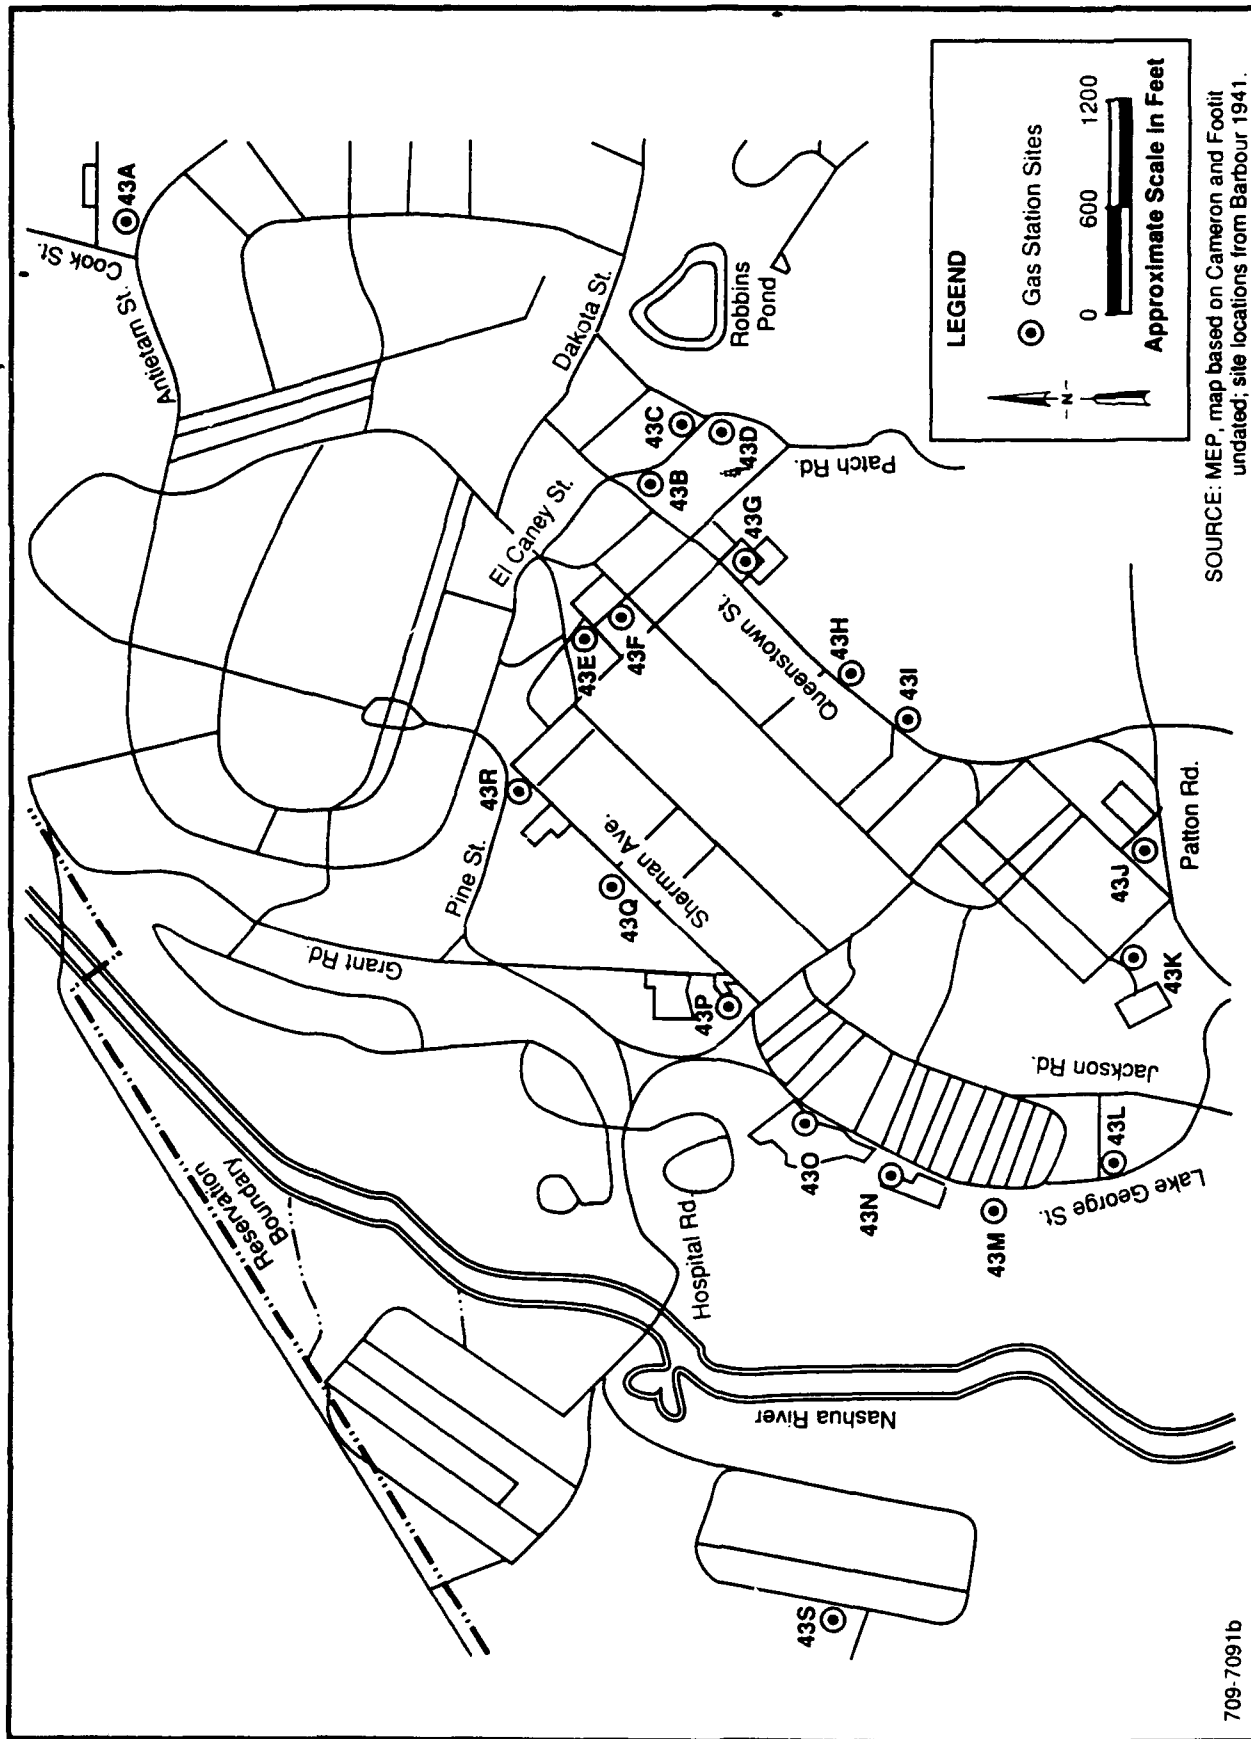 Cook St.
43A
Antietam St.
Dakota St.
Robbins
Pond
43C
43D
43B
El Caney St.
Patch Rd.
43G
43E
43F
Queenstown St.
43H
43I
43R
Pine St.
Sherman Ave.
43Q
Grant Rd.
43P
43J
Patton Rd.
43K
Jackson Rd.
43L
Lake George St.
43O
43N
43M
Hospital Rd.
Reservation
Boundary
Nashua River
43S
LEGEND
Gas Station Sites
- N -
0 600 1200
Approximate Scale in Feet
SOURCE: MEP, map based on Cameron and Footit
undated; site locations from Barbour 1941.
709-7091b